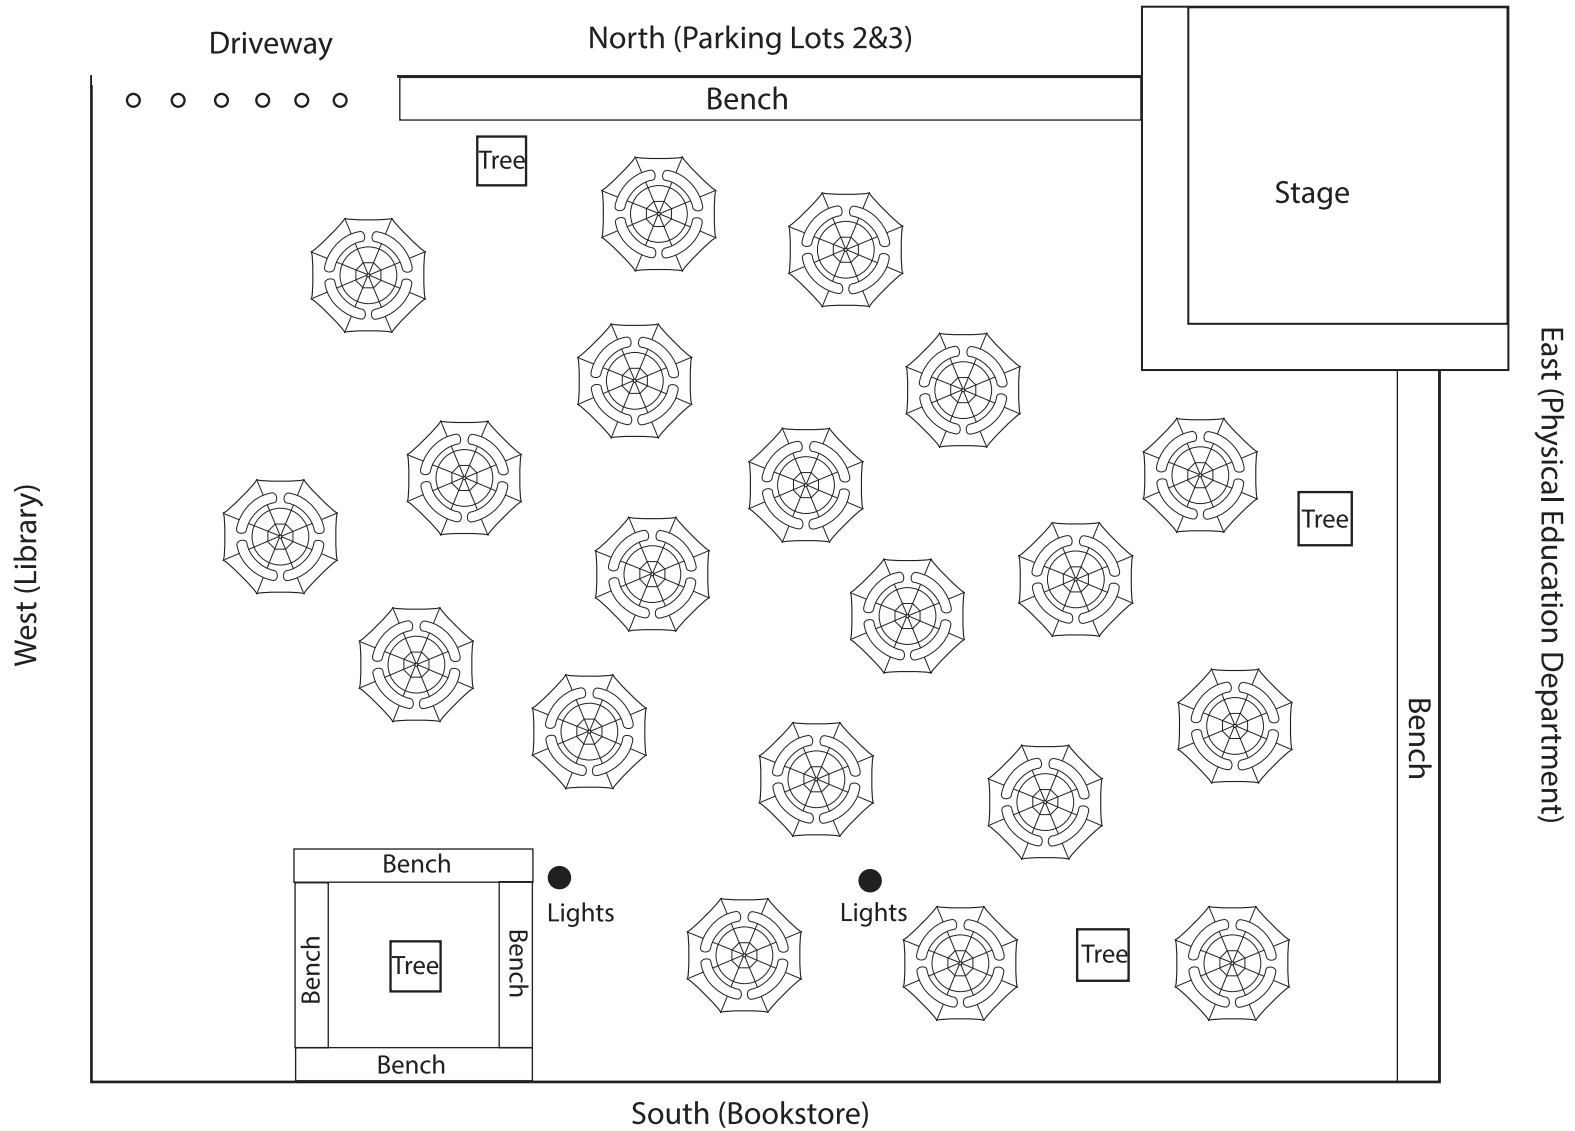 Driveway
North (Parking Lots 2&3)
Bench
Tree
Stage
East (Physical Education Department)
West (Library)
Tree
Bench
Bench
Lights
Lights
Bench
Tree
Bench
Tree
Bench
South (Bookstore)